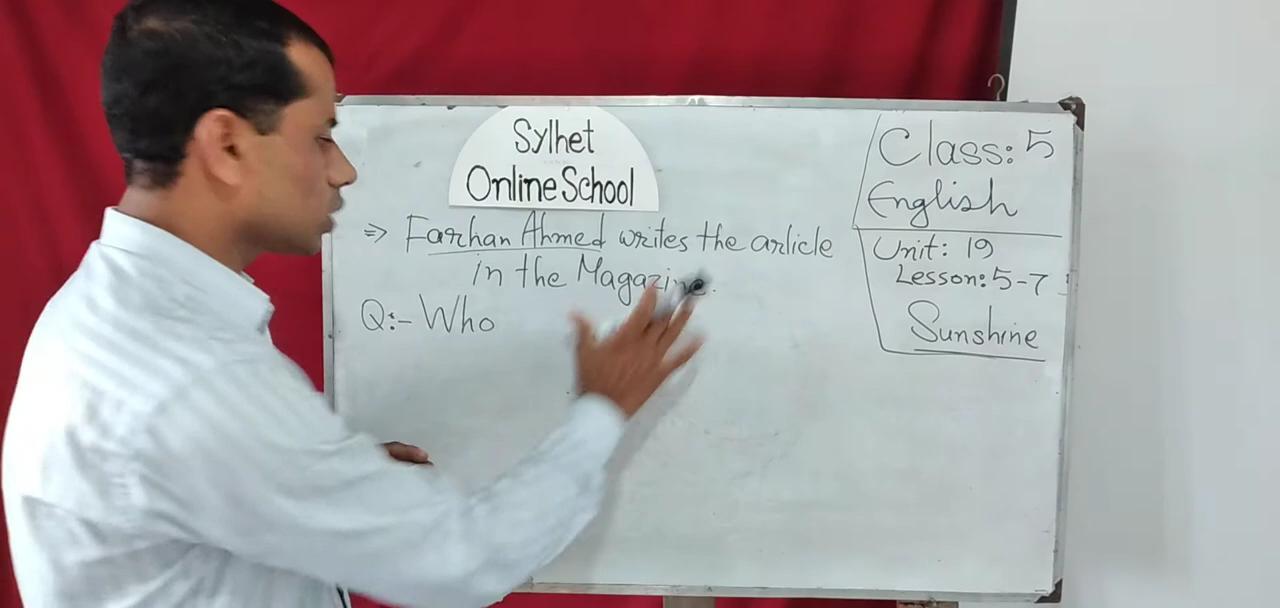 Sylhet
Online School
⇒ Farhan Ahmed writes the article
in the Magazine.
Q:- Who
Class: 5
English
Unit: 19
Lesson: 5-7
Sunshine